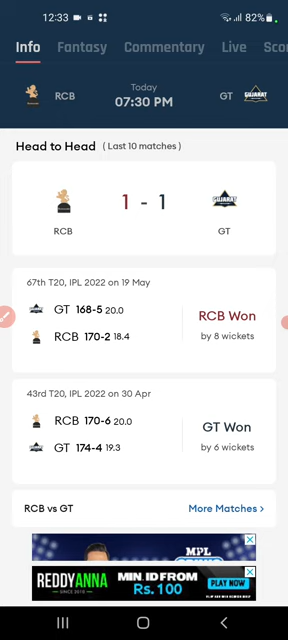 12:33 82%
Info Fantasy Commentary Live Scor
Today
RCB 07:30 PM GT GUJARAT
Head to Head ( Last 10 matches )
1 - 1
GUJARAT
RCB GT
67th T20, IPL 2022 on 19 May
GT 168-5 20.0
RCB Won
RCB 170-2 18.4
by 8 wickets
43rd T20, IPL 2022 on 30 Apr
RCB 170-6 20.0
GT Won
GT 174-4 19.3
by 6 wickets
RCB vs GT More Matches >
MPL
REDDYANNA
SINCE 2010
MIN. ID FROM
Rs. 100
PLAY NOW